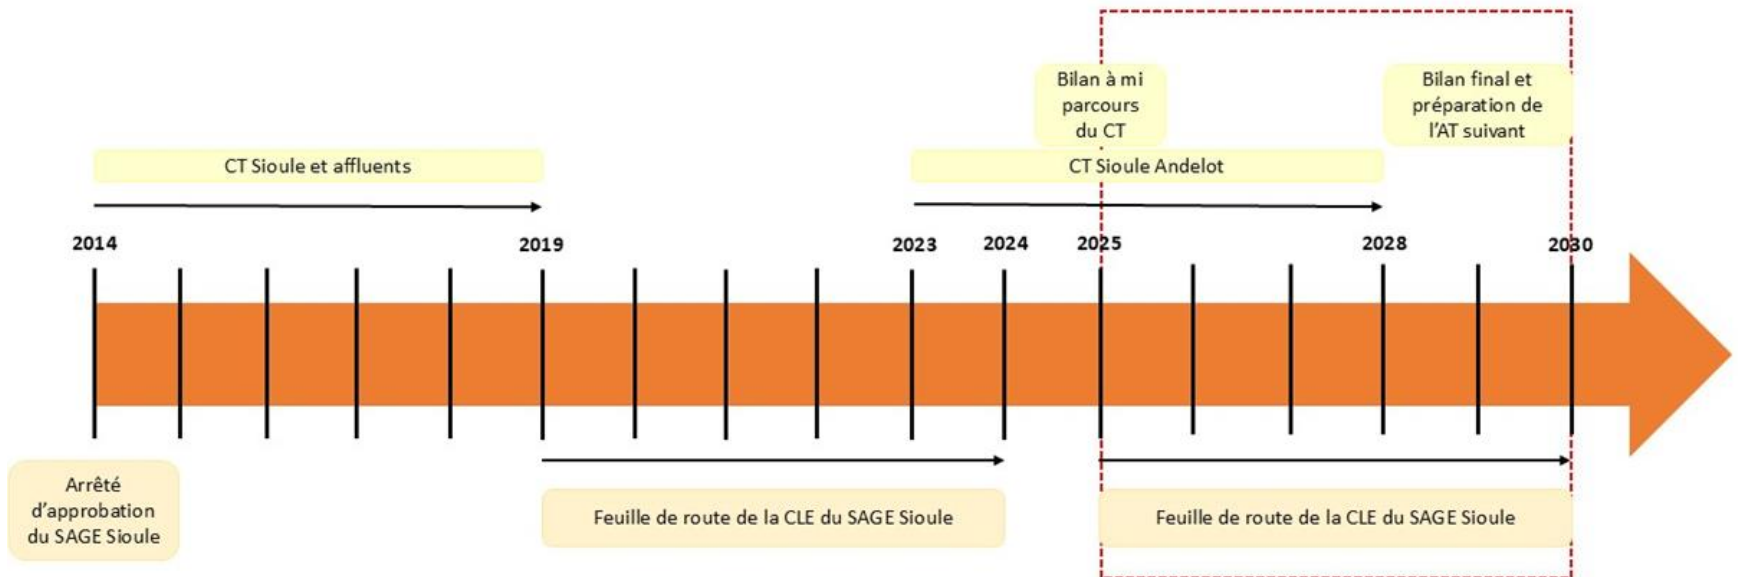 Bilan à mi
parcours
du CT
Bilan final et
préparation de
l'AT suivant
CT Sioule et affluents
CT Sioule Andelot
2014
2019
2023
2024
2025
2028
2030
Arrêté
d'approbation
du SAGE Sioule
Feuille de route de la CLE du SAGE Sioule
Feuille de route de la CLE du SAGE Sioule